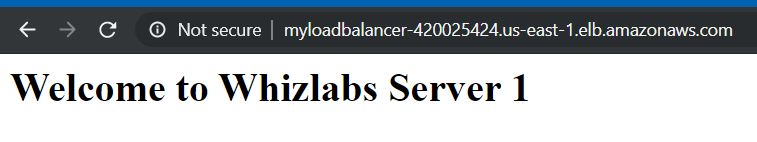 Not secure | myloadbalancer-420025424.us-east-1.elb.amazonaws.com
Welcome to Whizlabs Server 1